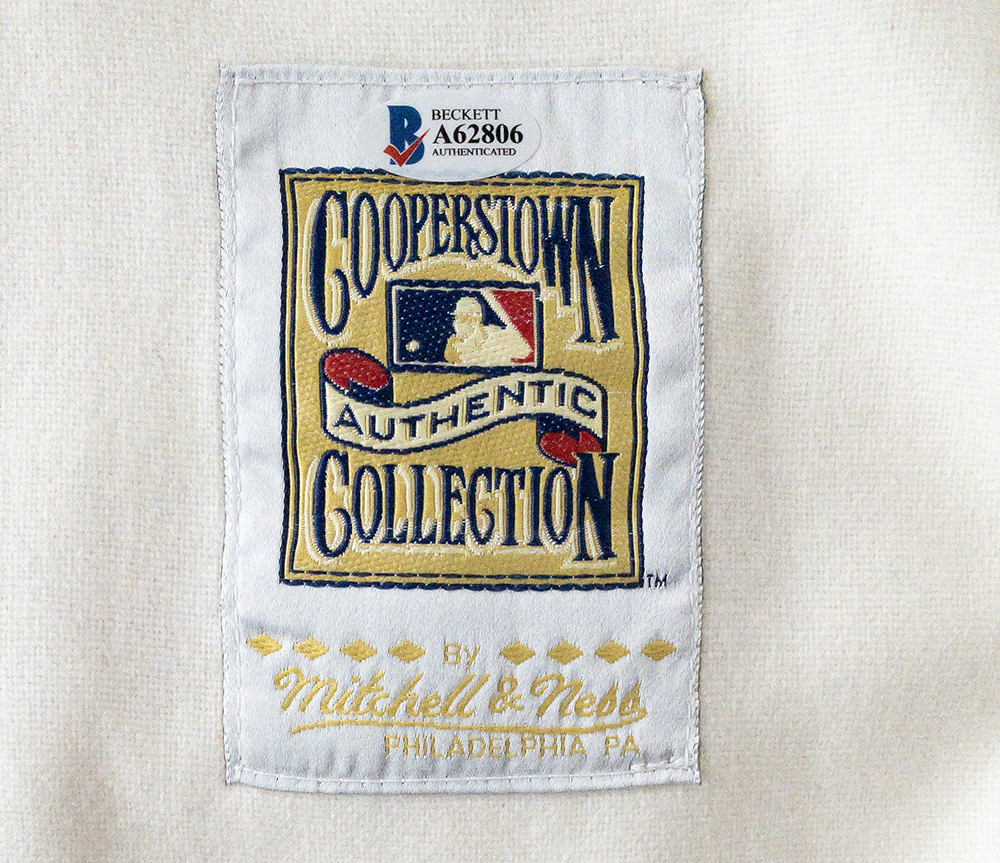 BECKETT
A62806
AUTHENTICATED
COOPERSTOWN
AUTHENTIC
COLLECTION
TM
By
Mitchell & Ness
PHILADELPHIA PA